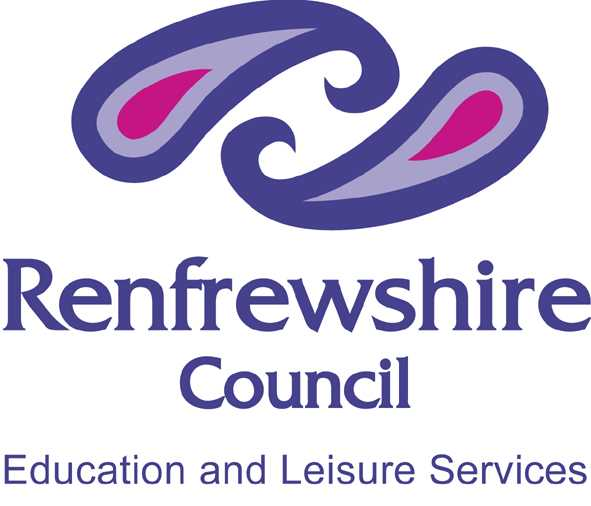 Renfrewshire
Council
Education and Leisure Services